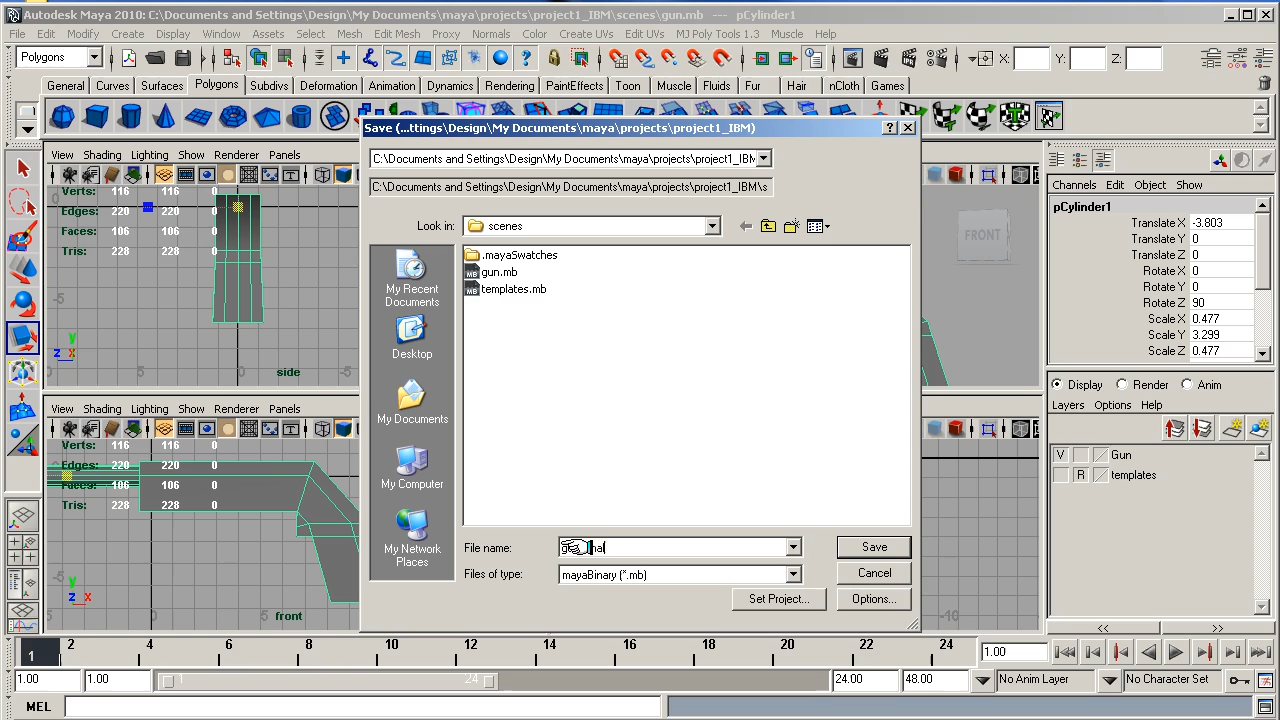 Autodesk Maya 2010: C:\Documents and Settings\Design\My Documents\maya\projects\project1_IBM\scenes\gun.mb --- pCylinder1
File Edit Modify Create Display Window Assets Select Mesh Edit Mesh Proxy Normals Color Create UVs Edit UVs MJ Poly Tools 1.3 Muscle Help
Polygons X: Y: Z:
General Curves Surfaces Polygons Subdivs Deformation Animation Dynamics Rendering PaintEffects Toon Muscle Fluids Fur Hair nCloth Games
Save (...ttings\Design\My Documents\maya\projects\project1_IBM)
C:\Documents and Settings\Design\My Documents\maya\projects\project1_IBM
C:\Documents and Settings\Design\My Documents\maya\projects\project1_IBM\s
Look in: scenes
My Recent Documents
Desktop
My Documents
My Computer
My Network Places
.mayaSwatches
gun.mb
templates.mb
File name:
Save
Files of type: mayaBinary (*.mb)
Cancel
Set Project...
Options...
View Shading Lighting Show Renderer Panels
Verts: 116 116 0
Edges: 220 220 0
Faces: 106 106 0
Tris: 228 228 0
-5 5 0 -5
y
z x
side
View Shading Lighting Show Renderer Panels
Verts: 116 116 0
Edges: 220 220 0
Faces: 106 106 0
Tris: 228 228 0
-5
y
z x
0 5 front
FRONT
-10
Channels Edit Object Show
pCylinder1
Translate X -3.803
Translate Y 0
Translate Z 0
Rotate X 0
Rotate Y 0
Rotate Z 90
Scale X 0.477
Scale Y 3.299
Scale Z 0.477
Display Render Anim
Layers Options Help
V Gun
R templates
<< >>
1 2 4 6 8 10 12 14 16 18 20 22 24 1.00
1.00 1.00 1 24 24.00 48.00 No Anim Layer No Character Set
MEL